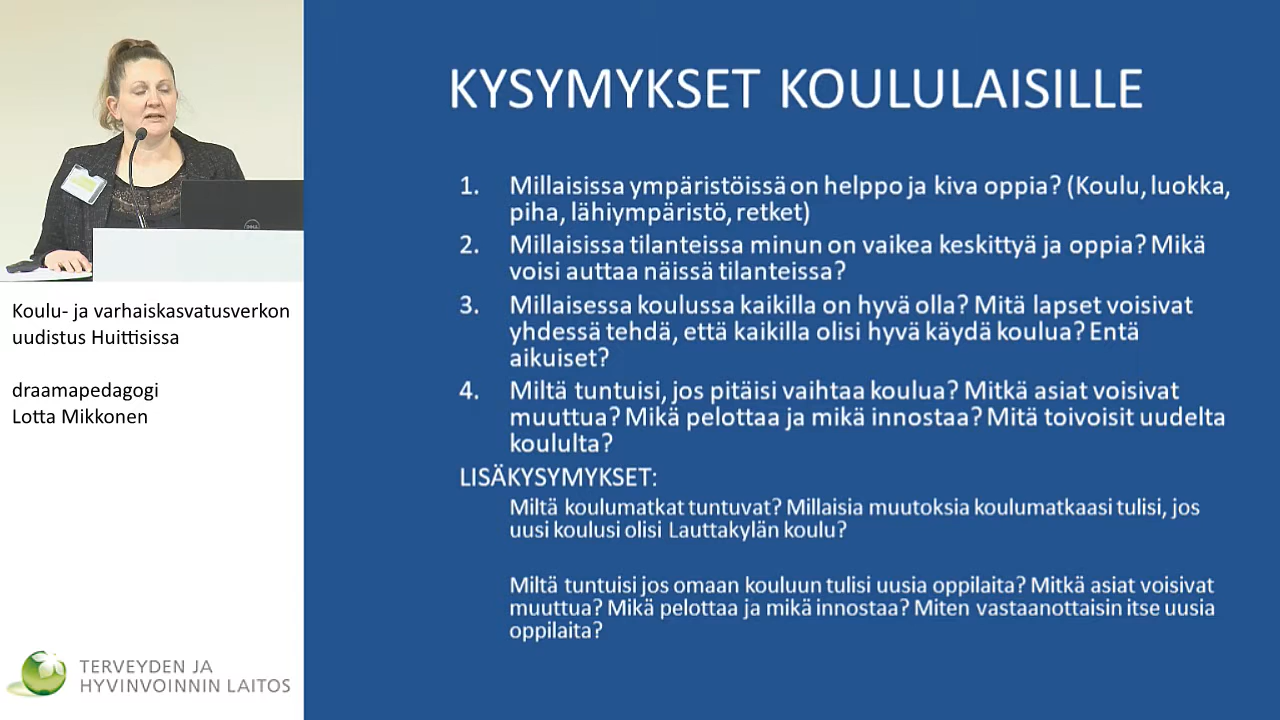 KYSYMYKSET KOULULAISILLE
1. Millaisissa ympäristöissä on helppo ja kiva oppia? (Koulu, luokka,
piha, lähiympäristö, retket)
2. Millaisissa tilanteissa minun on vaikea keskittyä ja oppia? Mikä
voisi auttaa näissä tilanteissa?
3. Millaisessa koulussa kaikilla on hyvä olla? Mitä lapset voisivat
yhdessä tehdä, että kaikilla olisi hyvä käydä koulua? Entä
aikuiset?
4. Miltä tuntuisi, jos pitäisi vaihtaa koulua? Mitkä asiat voisivat
muuttua? Mikä pelottaa ja mikä innostaa? Mitä toivoisit uudelta
koululta?
LISÄKYSYMYKSET:
Miltä koulumatkat tuntuvat? Millaisia muutoksia koulumatkaasi tulisi, jos
uusi koulusi olisi Lauttakylän koulu?
Miltä tuntuisi jos omaan kouluun tulisi uusia oppilaita? Mitkä asiat voisivat
muuttua? Mikä pelottaa ja mikä innostaa? Miten vastaanottaisin itse uusia
oppilaita?
DELL
Koulu- ja varhaiskasvatusverkon
uudistus Huittisissa
draamapedagogi
Lotta Mikkonen
TERVEYDEN JA
HYVINVOINNIN LAITOS